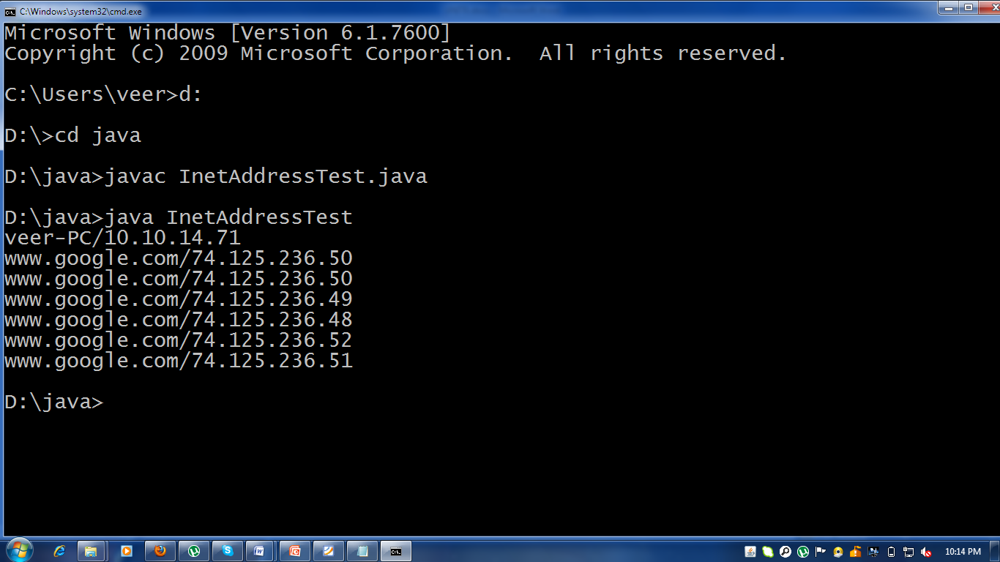 C:\Windows\system32\cmd.exe
Microsoft Windows [Version 6.1.7600]
Copyright (c) 2009 Microsoft Corporation.  All rights reserved.
C:\Users\veer>d:
D:\>cd java
D:\java>javac InetAddressTest.java
D:\java>java InetAddressTest
veer-PC/10.10.14.71
www.google.com/74.125.236.50
www.google.com/74.125.236.50
www.google.com/74.125.236.49
www.google.com/74.125.236.48
www.google.com/74.125.236.52
www.google.com/74.125.236.51
D:\java>
10:14 PM